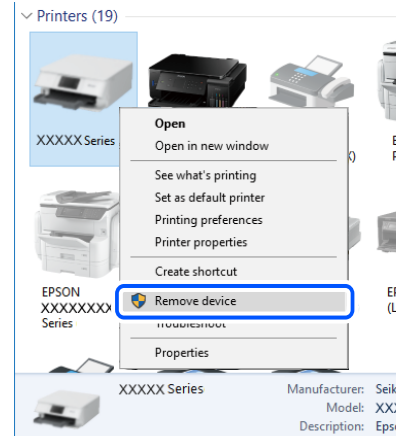 Printers (19)
XXXXX Series
Open
Open in new window
See what's printing
Set as default printer
Printing preferences
Printer properties
Create shortcut
Remove device
Troubleshoot
Properties
EPSON
XXXXXXXX
Series
XXXXX Series
Manufacturer:
Model:
Description: